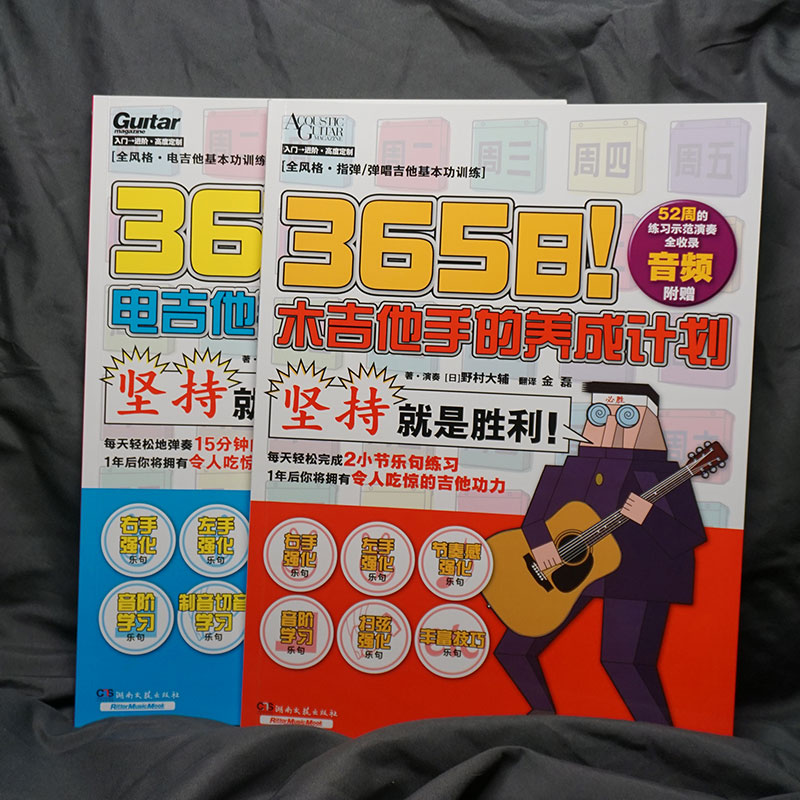 Guitar
magazine
入门→进阶·高度定制
[全风格·电吉他基本功训练
36
电吉他
著·
坚持就
每天轻松地弹奏15分钟
1年后你将拥有令人吃惊
右手
强化
乐句
左手
强化
乐句
音阶
学习
乐句
制音切音
学习
乐句
CS湖南文艺出版社
Rittor Music Mook
ACOUSTIC
GUITAR
MAGAZINE
入门→进阶·高度定制
[全风格·指弹/弹唱吉他基本功训练]
周二
周三
周四
周五
365日!
52周的
练习示范演奏
全收录
音频
附赠
木吉他手的养成计划
著·演奏 [日]野村大辅 翻译 金磊
必胜
坚持就是胜利!
每天轻松完成2小节乐句练习
1年后你将拥有令人吃惊的吉他功力
右手
强化
乐句
左手
强化
乐句
节奏感
强化
乐句
音阶
学习
乐句
扫弦
强化
乐句
丰富技巧
乐句
CS湖南文艺出版社
Rittor Music Mook